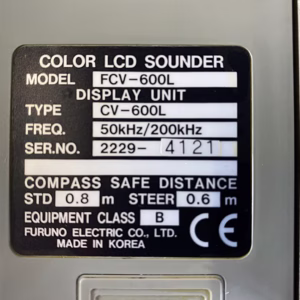 COLOR LCD SOUNDER
MODEL FCV-600L
DISPLAY UNIT
TYPE CV-600L
FREQ. 50kHz/200kHz
SER.NO. 2229- 4121
COMPASS SAFE DISTANCE
STD 0.8 m STEER 0.6 m
EQUIPMENT CLASS B
FURUNO ELECTRIC CO., LTD. CE
MADE IN KOREA